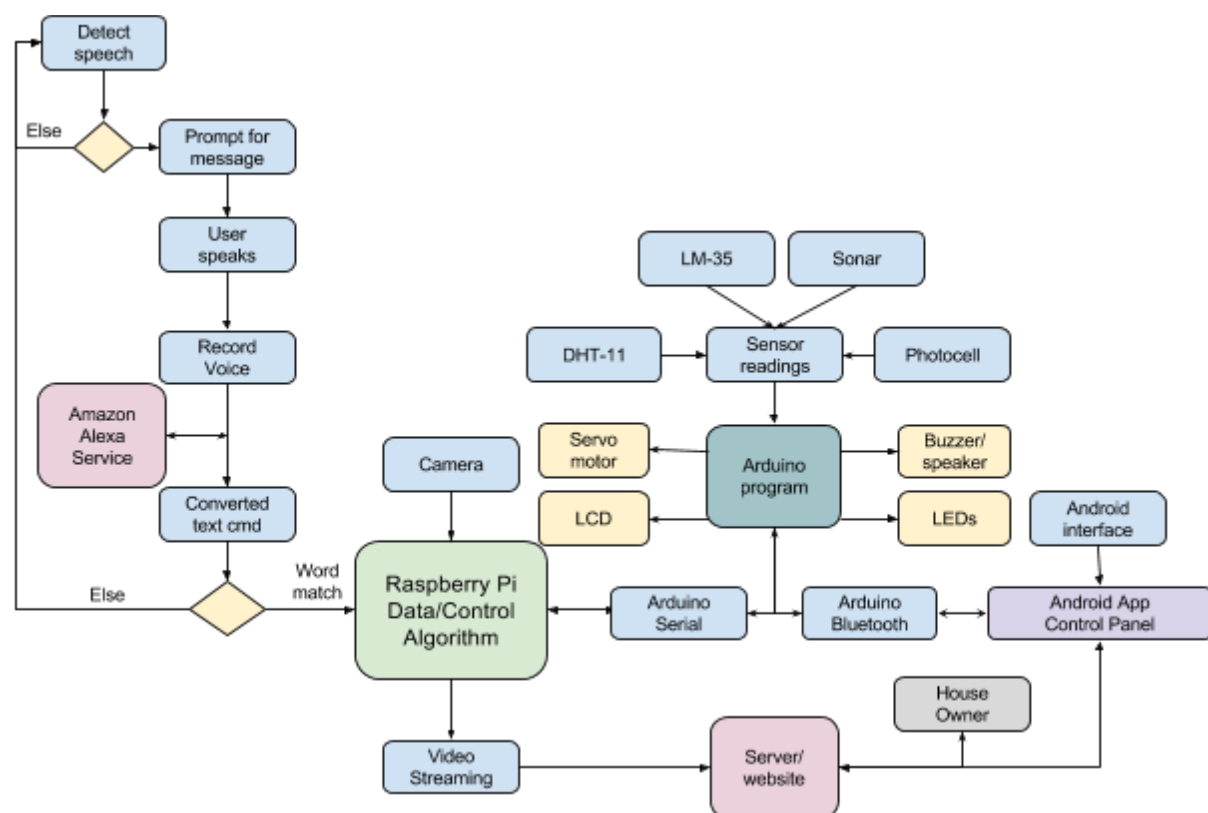 Detect
speech
Else
Prompt for
message
User
speaks
LM-35
Sonar
Record
Voice
DHT-11
Sensor
readings
Photocell
Amazon
Alexa
Service
Camera
Servo
motor
Arduino
program
Buzzer/
speaker
Converted
text cmd
LCD
LEDs
Android
interface
Else
Word
match
Raspberry Pi
Data/Control
Algorithm
Arduino
Serial
Arduino
Bluetooth
Android App
Control Panel
House
Owner
Video
Streaming
Server/
website